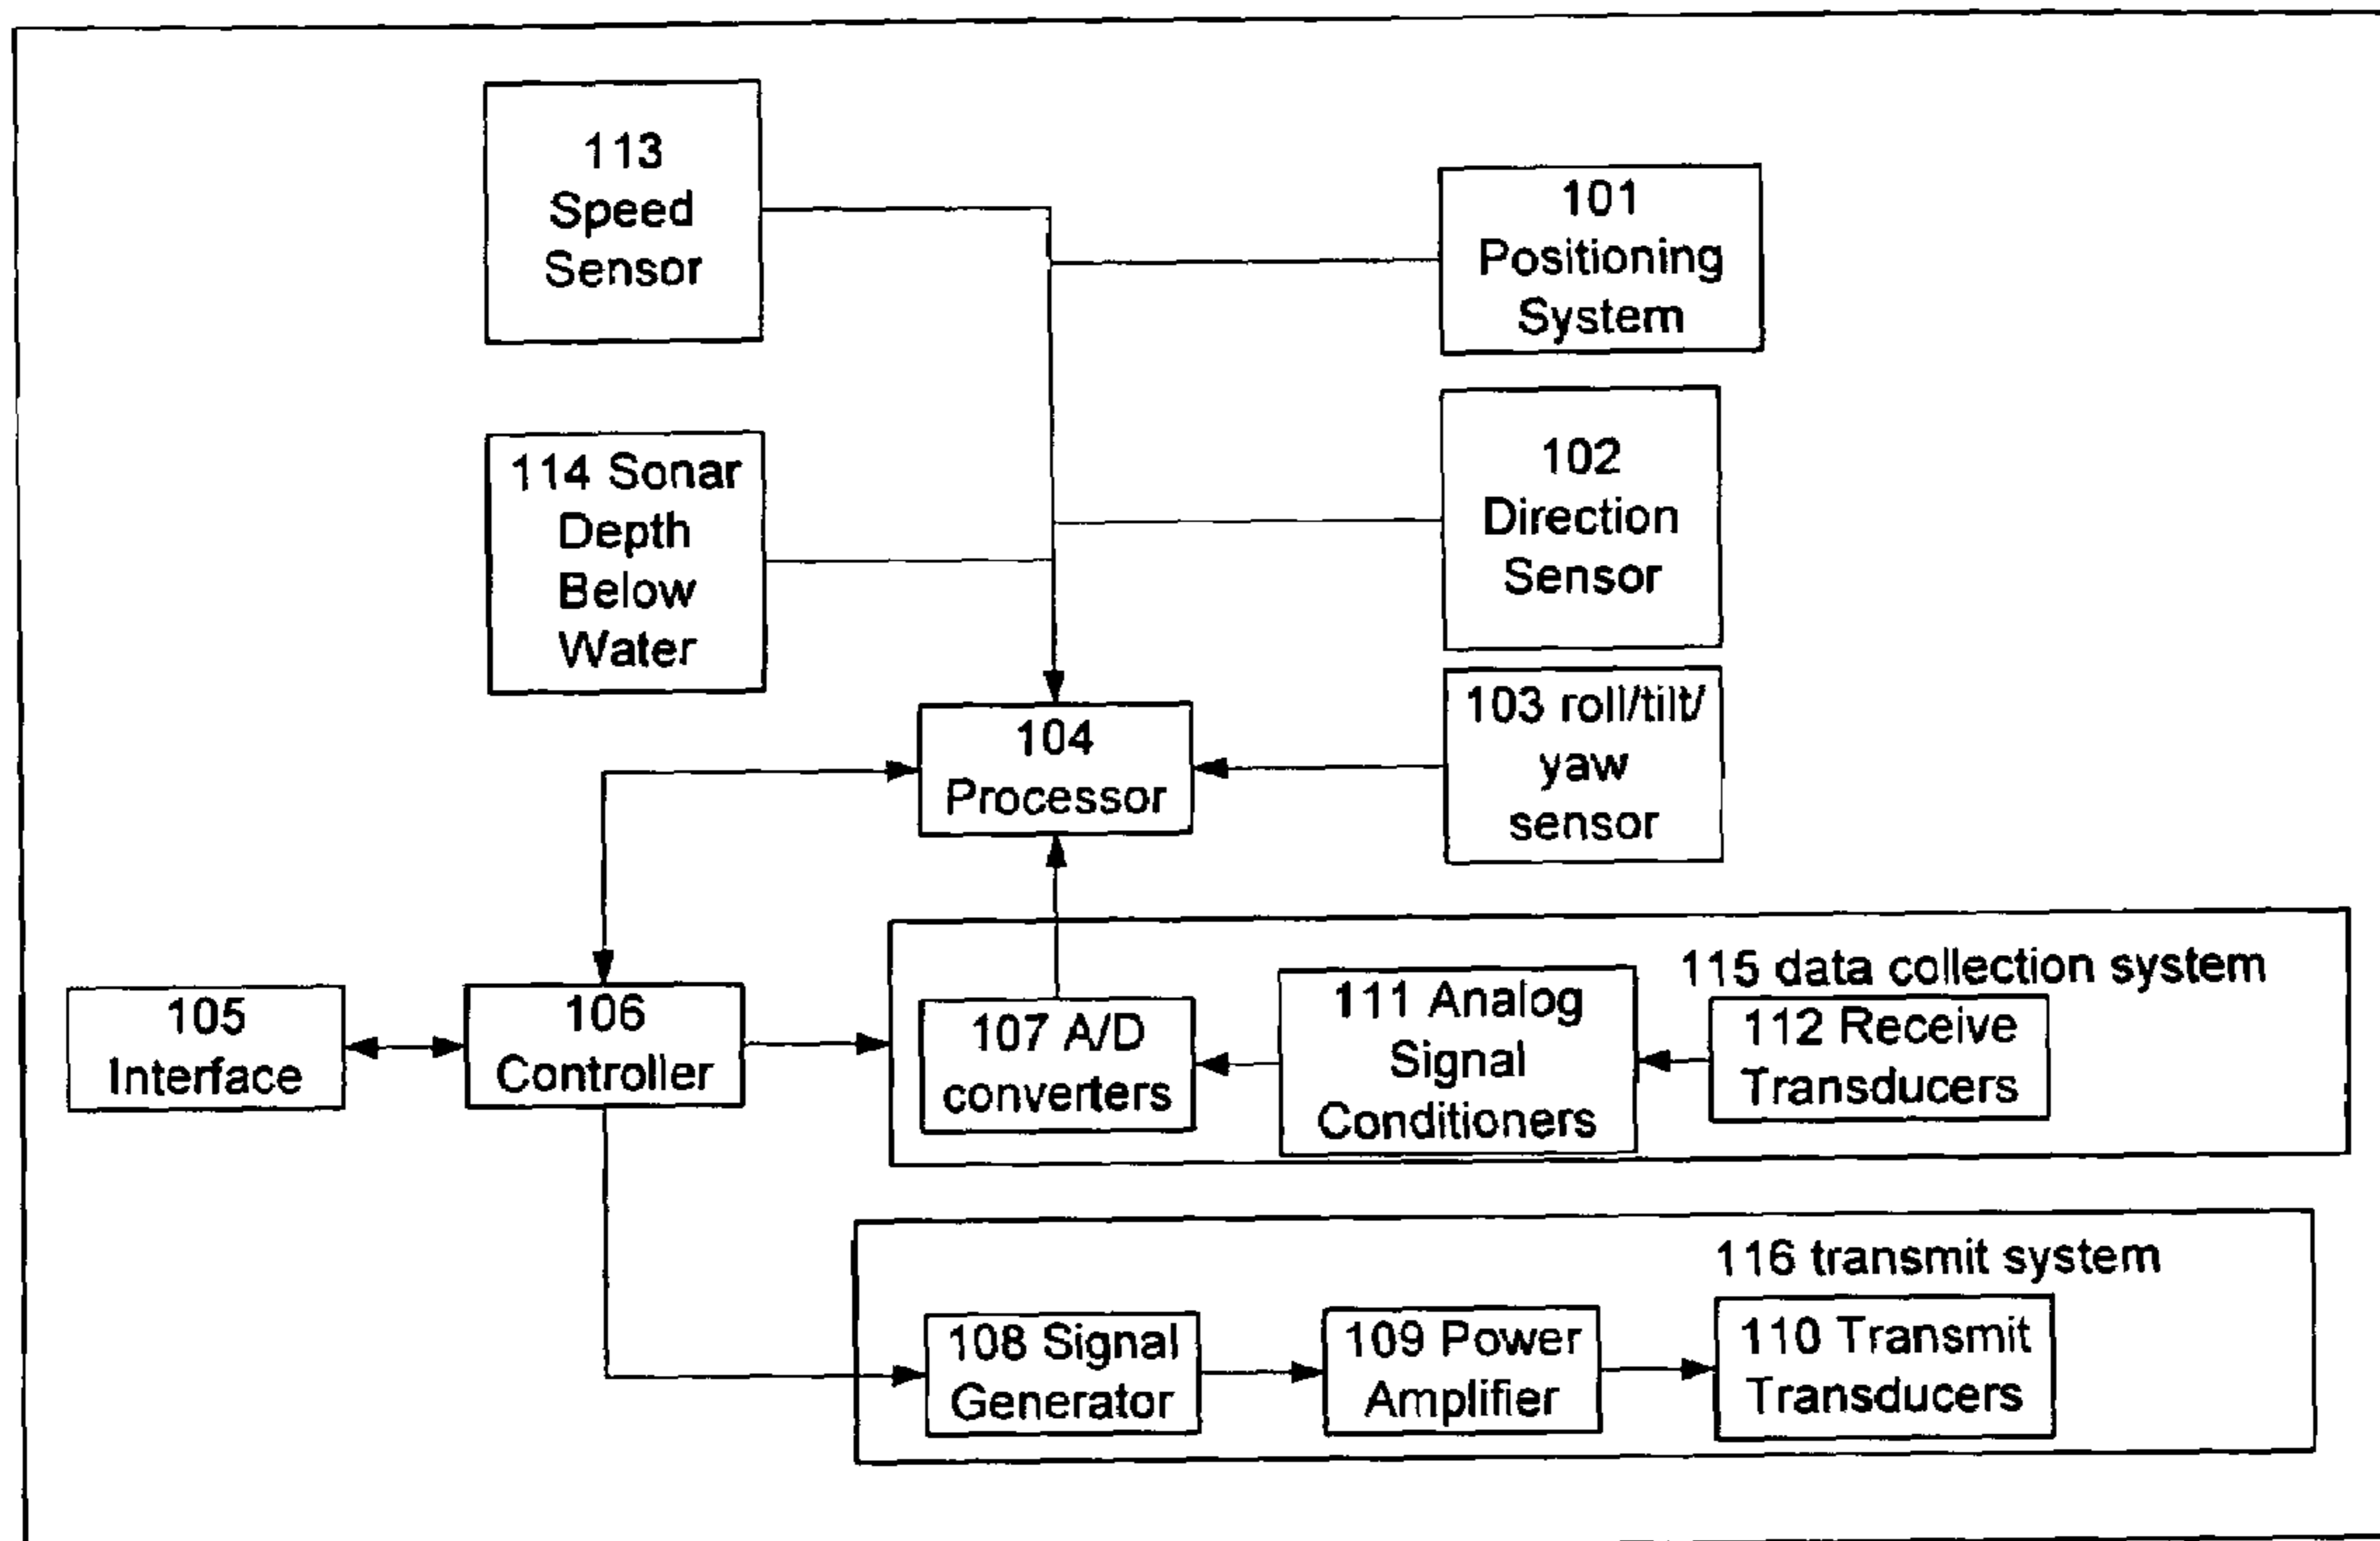 113
Speed
Sensor
101
Positioning
System
114 Sonar
Depth
Below
Water
102
Direction
Sensor
104
Processor
103 roll/tilt/
yaw
sensor
105
Interface
106
Controller
115 data collection system
107 A/D
converters
111 Analog
Signal
Conditioners
112 Receive
Transducers
116 transmit system
108 Signal
Generator
109 Power
Amplifier
110 Transmit
Transducers